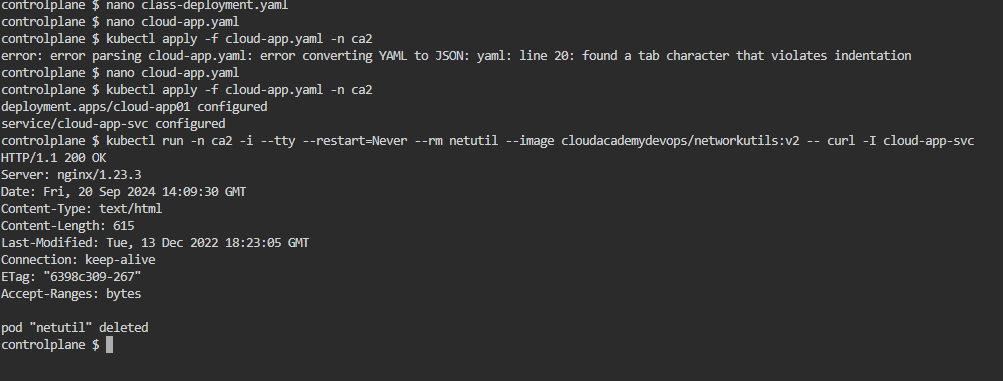 controlplane $ nano class-deployment.yaml
controlplane $ nano cloud-app.yaml
controlplane $ kubectl apply -f cloud-app.yaml -n ca2
error: error parsing cloud-app.yaml: error converting YAML to JSON: yaml: line 20: found a tab character that violates indentation
controlplane $ nano cloud-app.yaml
controlplane $ kubectl apply -f cloud-app.yaml -n ca2
deployment.apps/cloud-app01 configured
service/cloud-app-svc configured
controlplane $ kubectl run -n ca2 -i --tty --restart=Never --rm netutil --image cloudacademydevops/networkutils:v2 -- curl -I cloud-app-svc
HTTP/1.1 200 OK
Server: nginx/1.23.3
Date: Fri, 20 Sep 2024 14:09:30 GMT
Content-Type: text/html
Content-Length: 615
Last-Modified: Tue, 13 Dec 2022 18:23:05 GMT
Connection: keep-alive
ETag: "6398c309-267"
Accept-Ranges: bytes
pod "netutil" deleted
controlplane $